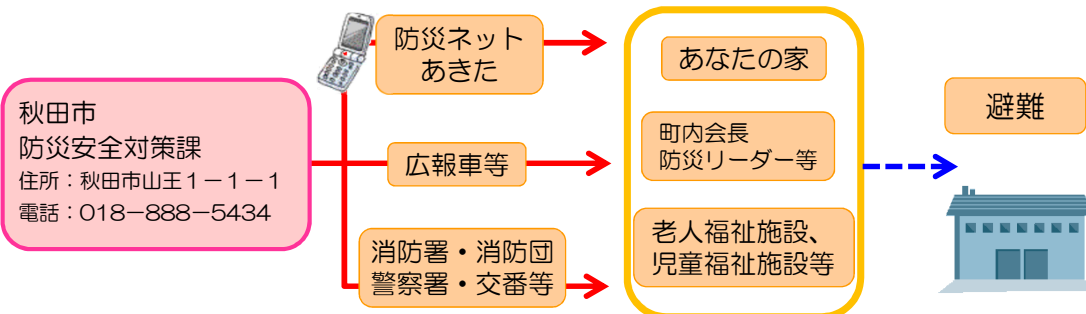 秋田市
防災安全対策課
住所：秋田市山王１－１－１
電話：018－888－5434
防災ネット
あきた
広報車等
消防署・消防団
警察署・交番等
あなたの家
町内会長
防災リーダー等
老人福祉施設、
児童福祉施設等
避難